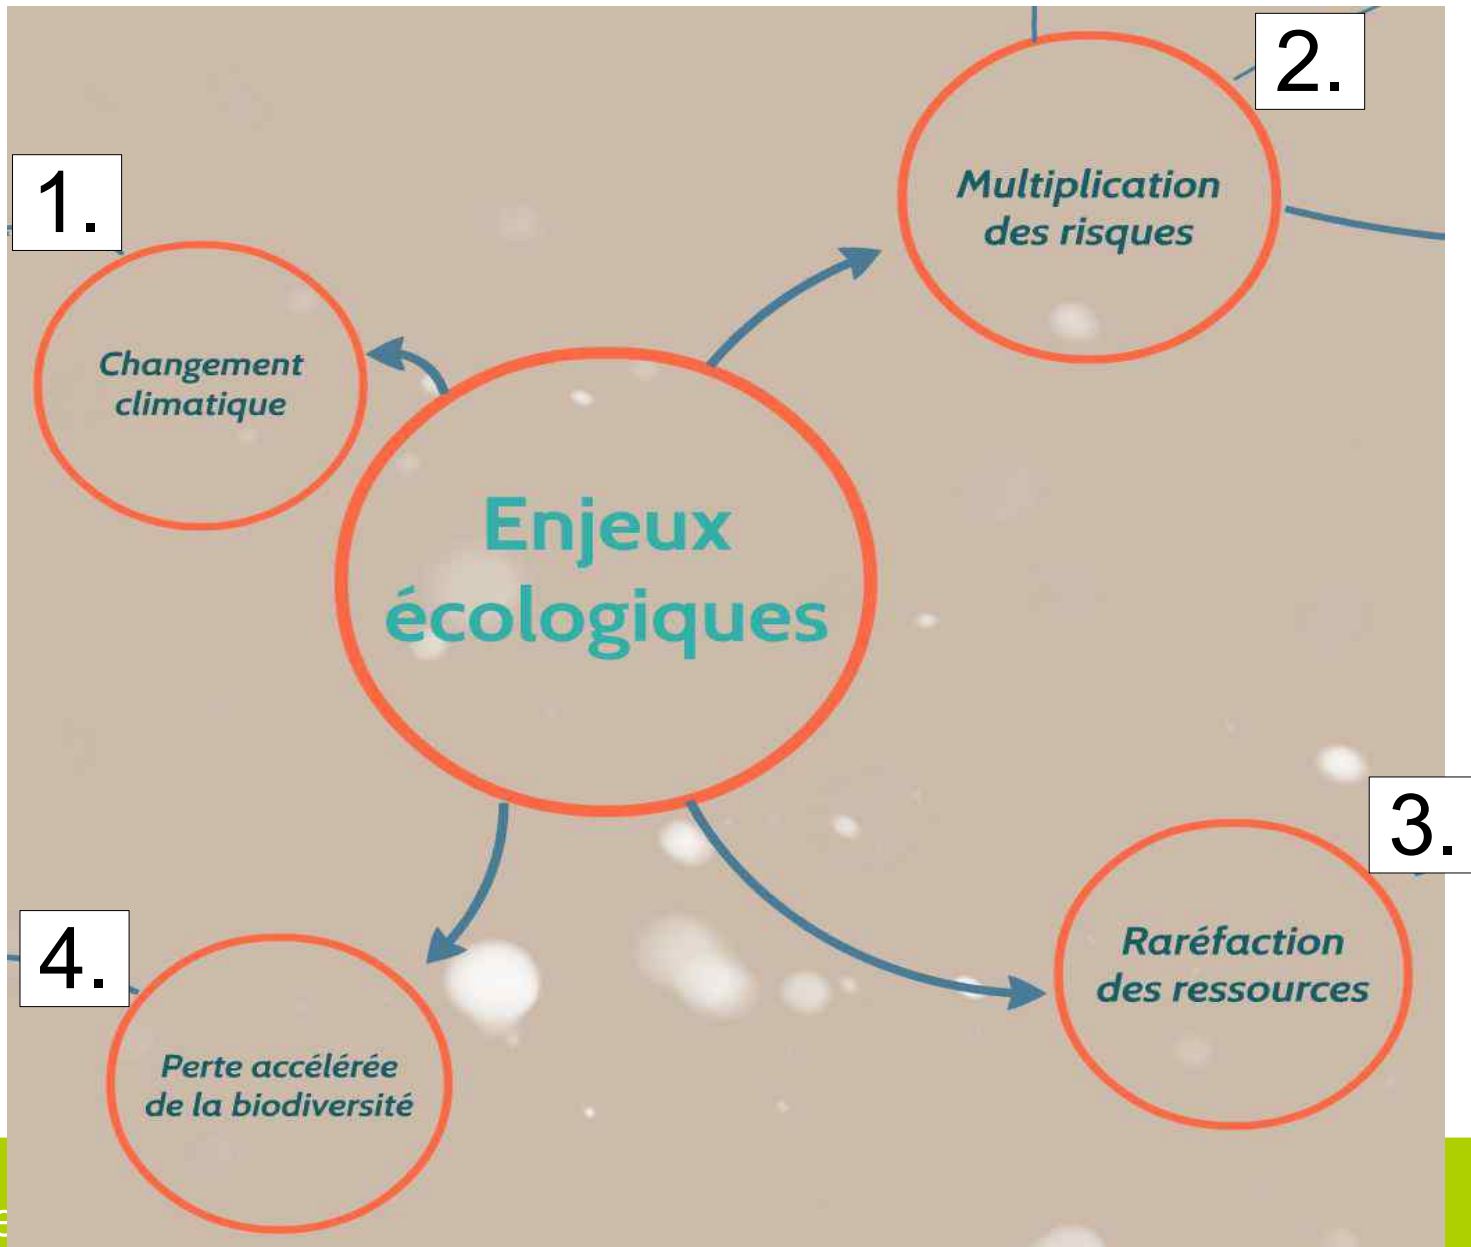 1.
Changement
climatique
2.
Multiplication
des risques
Enjeux
écologiques
3.
Raréfaction
des ressources
4.
Perte accélérée
de la biodiversité